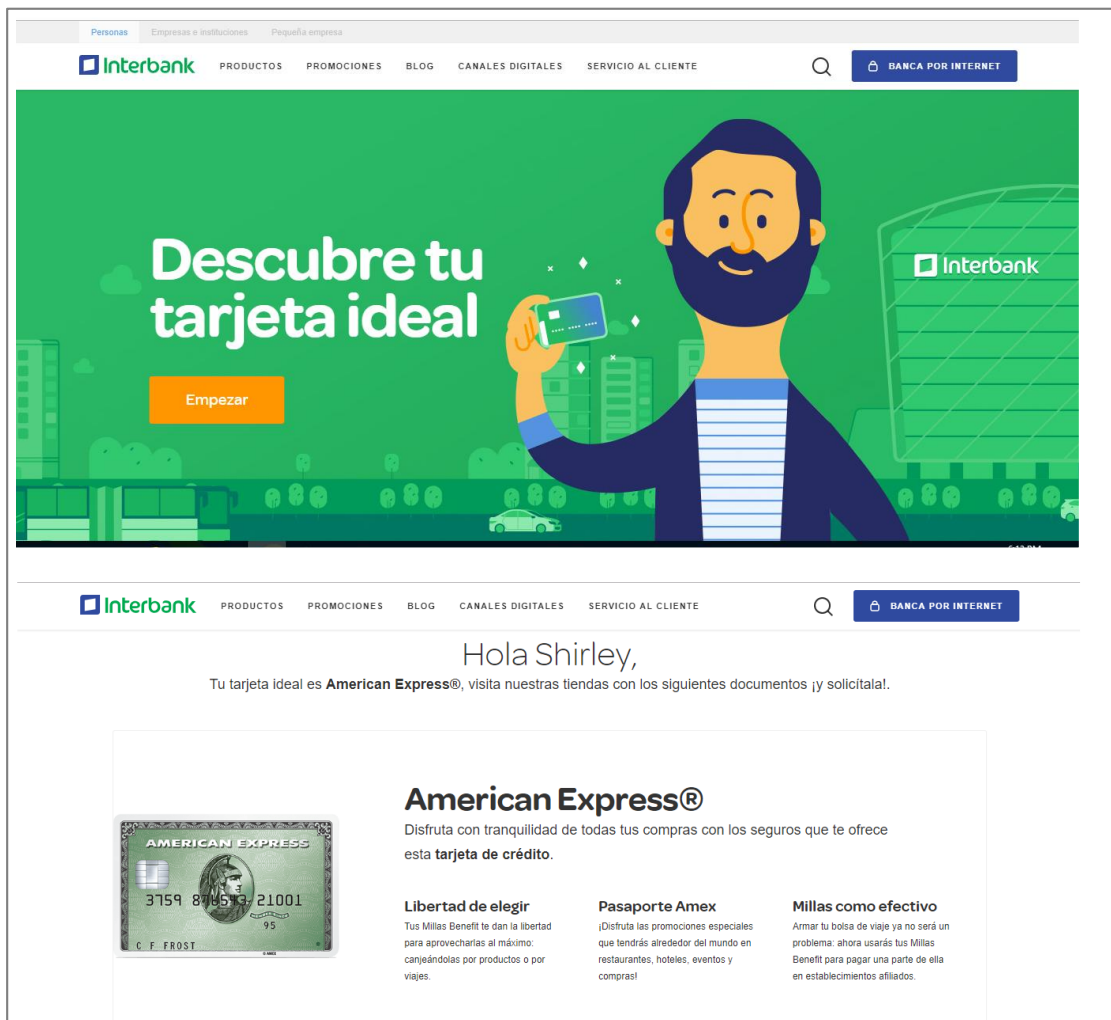 Personas Empresas e instituciones Pequeña empresa
Interbank PRODUCTOS PROMOCIONES BLOG CANALES DIGITALES SERVICIO AL CLIENTE BANCA POR INTERNET
Descubre tu
tarjeta ideal
Empezar
Interbank
Interbank PRODUCTOS PROMOCIONES BLOG CANALES DIGITALES SERVICIO AL CLIENTE BANCA POR INTERNET
Hola Shirley,
Tu tarjeta ideal es American Express®, visita nuestras tiendas con los siguientes documentos ¡y solicítala!.
AMERICAN EXPRESS
3759 876543 21001
95
C F FROST
American Express®
Disfruta con tranquilidad de todas tus compras con los seguros que te ofrece
esta tarjeta de crédito.
Libertad de elegir
Tus Millas Benefit te dan la libertad
para aprovecharlas al máximo:
canjeándolas por productos o por
viajes.
Pasaporte Amex
¡Disfruta las promociones especiales
que tendrás alrededor del mundo en
restaurantes, hoteles, eventos y
compras!
Millas como efectivo
Armar tu bolsa de viaje ya no será un
problema: ahora usarás tus Millas
Benefit para pagar una parte de ella
en establecimientos afiliados.